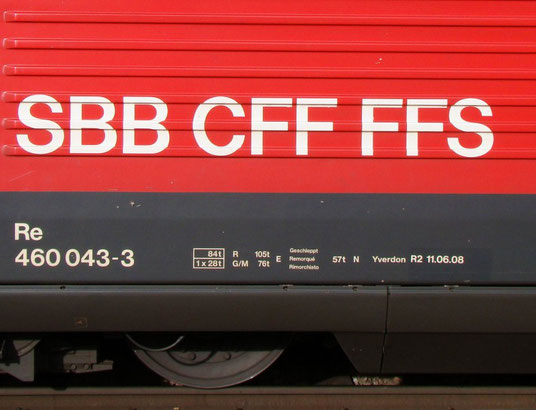 SBB CFF FFS
Re
460 043-3
84t
1 x 28t
R 105t
G/M 76t
E
Geschleppt
Remorqué
Rimorchiato
57t N Yverdon R2 11.06.08